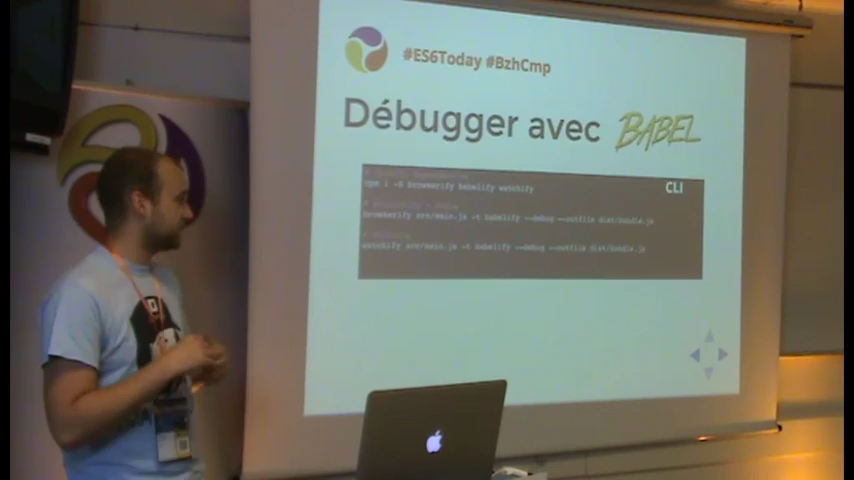 #ES6Today #BzhCmp
Débugger avec BABEL
CLI
npm i -D browserify babelify watchify
browserify src/main.js -t babelify --debug --outfile dist/bundle.js
watchify src/main.js -t babelify --debug --outfile dist/bundle.js